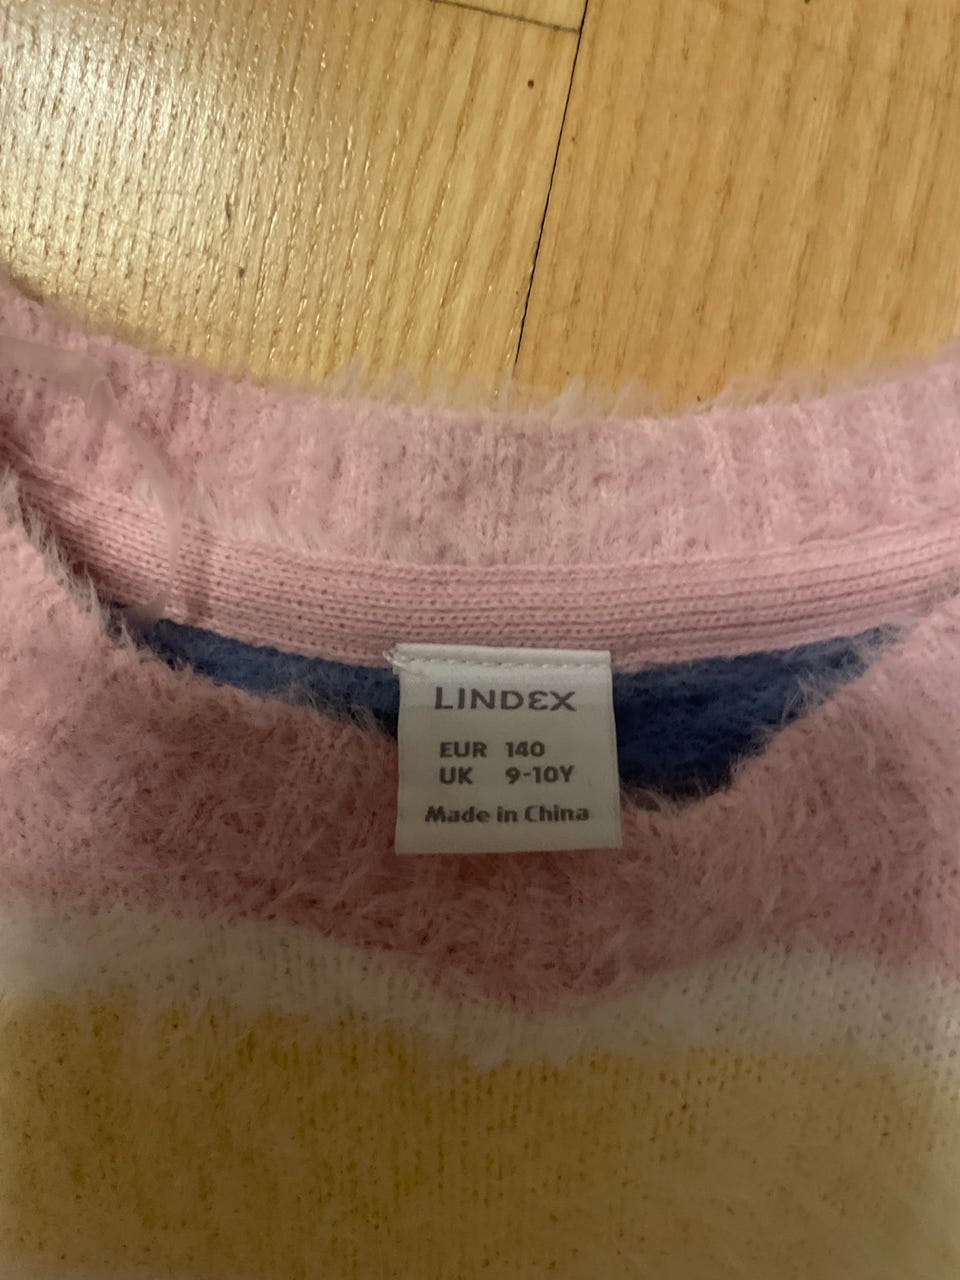 LINDEX
EUR 140
UK 9-10Y
Made in China